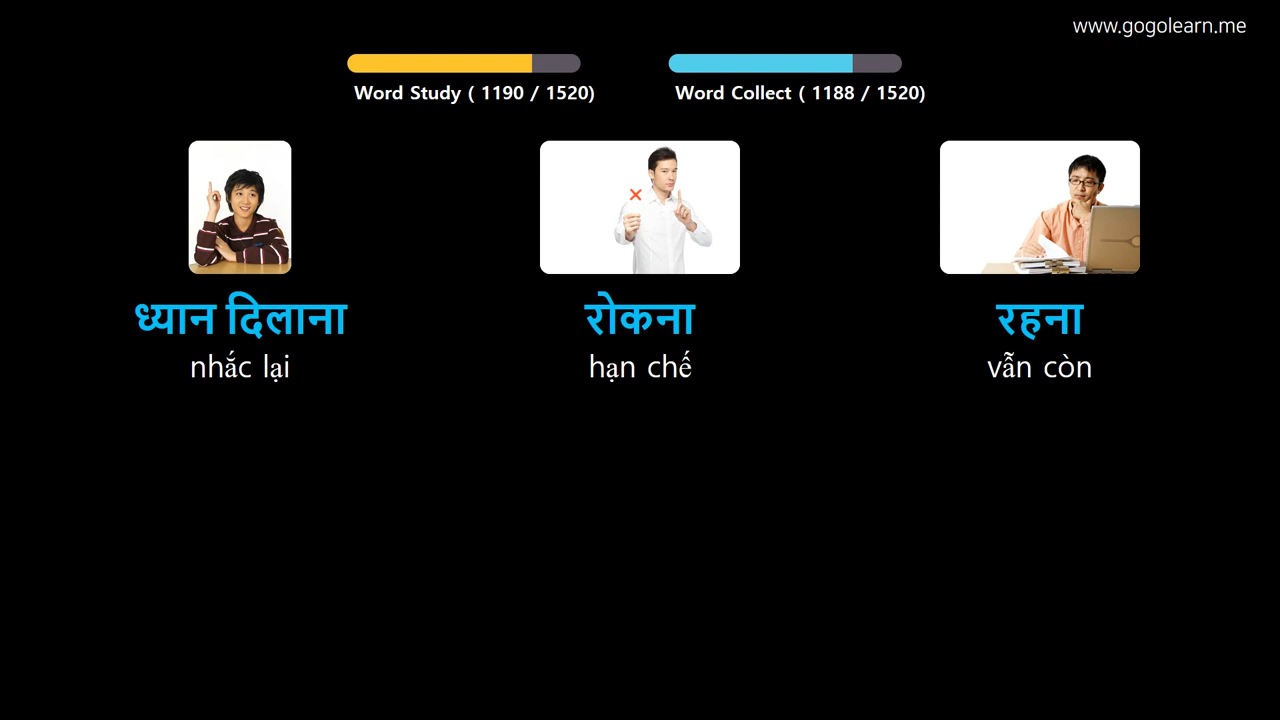 www.gogolearn.me
Word Study ( 1190 / 1520)
Word Collect ( 1188 / 1520)
ध्यान दिलाना
nhắc lại
रोकना
hạn chế
रहना
vẫn còn